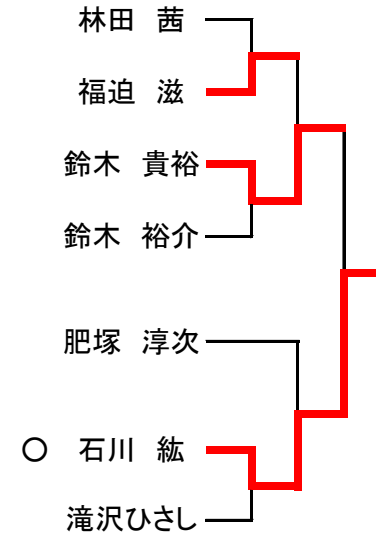 林田　茜
福迫　滋
鈴木　貴裕
鈴木　裕介
肥塚　淳次
○　石川　紘
滝沢ひさし